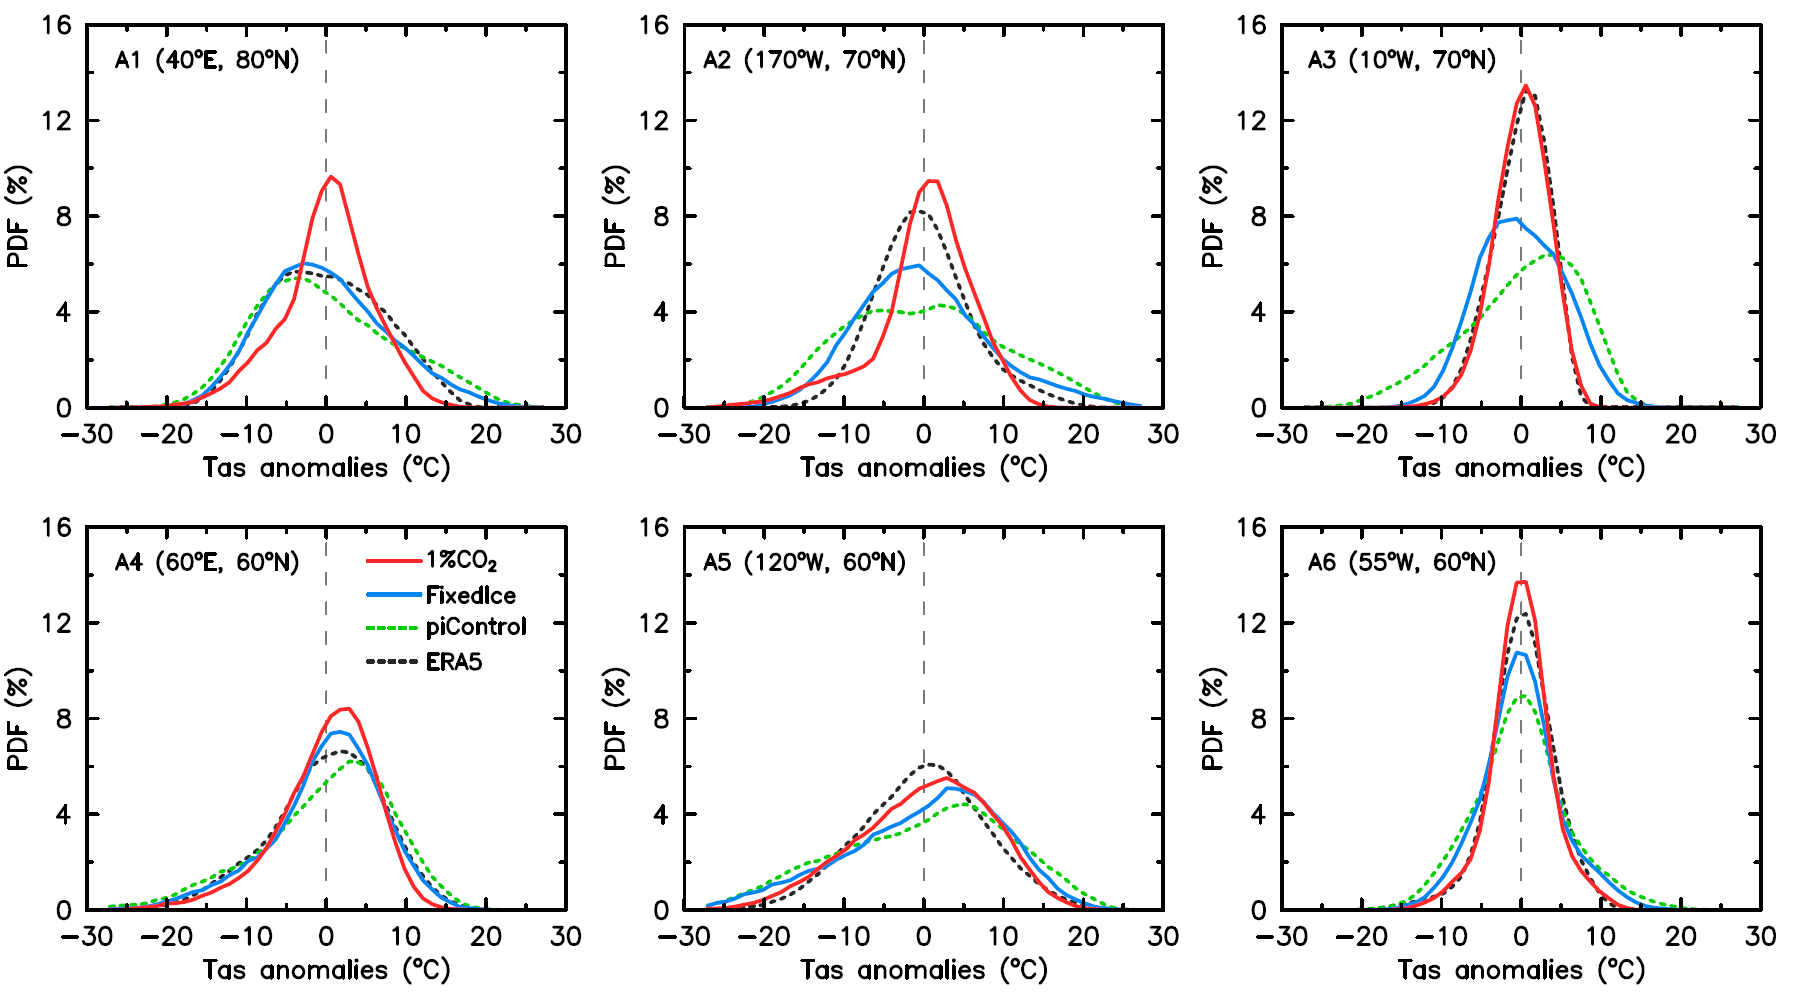 A1 (40°E, 80°N)
PDF (%)
16
12
8
4
0
−30 −20 −10 0 10 20 30
Tas anomalies (°C)
A2 (170°W, 70°N)
PDF (%)
16
12
8
4
0
−30 −20 −10 0 10 20 30
Tas anomalies (°C)
A3 (10°W, 70°N)
PDF (%)
16
12
8
4
0
−30 −20 −10 0 10 20 30
Tas anomalies (°C)
A4 (60°E, 60°N)
1%CO₂
FixedIce
piControl
ERA5
PDF (%)
16
12
8
4
0
−30 −20 −10 0 10 20 30
Tas anomalies (°C)
A5 (120°W, 60°N)
PDF (%)
16
12
8
4
0
−30 −20 −10 0 10 20 30
Tas anomalies (°C)
A6 (55°W, 60°N)
PDF (%)
16
12
8
4
0
−30 −20 −10 0 10 20 30
Tas anomalies (°C)